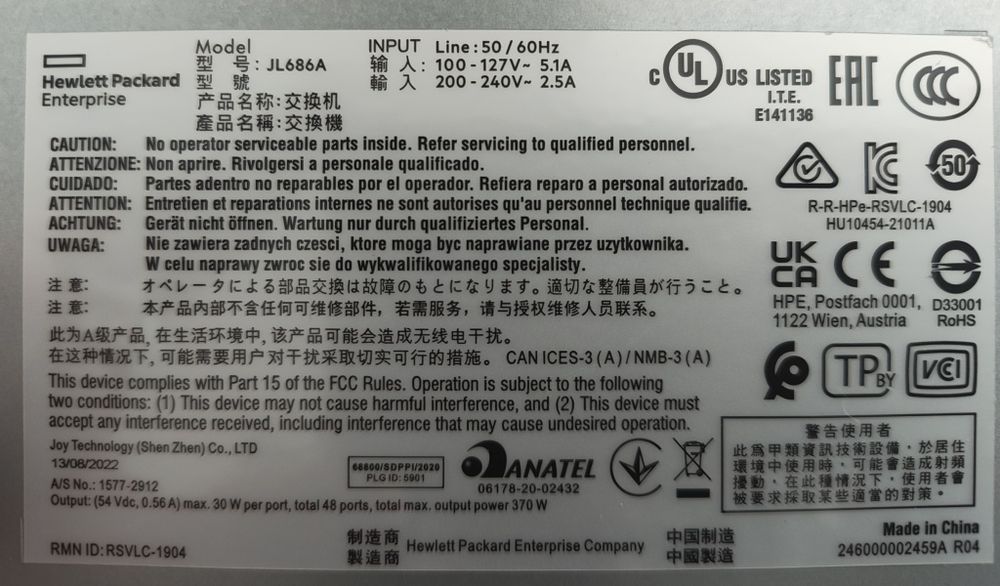 Hewlett Packard
Enterprise
Model
型 号: JL686A
型 號
产品名称:交换机
產品名稱:交換機
INPUT Line: 50 / 60Hz
输 入: 100 - 127V~ 5.1A
輸 入 200 - 240V~ 2.5A
C UL US LISTED
I.T.E.
E141136
EAC
CCC
CAUTION: No operator serviceable parts inside. Refer servicing to qualified personnel.
ATTENZIONE: Non aprire. Rivolgersi a personale qualificado.
CUIDADO: Partes adentro no reparables por el operador. Refiera reparo a personal autorizado.
ATTENTION: Entretien et reparations internes ne sont autorises qu'au personnel technique qualifie.
ACHTUNG: Gerät nicht öffnen. Wartung nur durch qualifiziertes Personal.
UWAGA: Nie zawiera zadnych czesci, ktore moga byc naprawiane przez uzytkownika.
W celu naprawy zwroc sie do wykwalifikowanego specjalisty.
注 意: オペレータによる部品交換は故障のもとになります。適切な整備員が行うこと。
注 意: 本产品内部不含任何可维修部件，若需服务，请与授权维修人员联系。
50
R-R-HPe-RSVLC-1904
HU10454-21011A
UK
CA CE
HPE, Postfach 0001,
1122 Wien, Austria
D33001
RoHS
此为A级产品, 在生活环境中, 该产品可能会造成无线电干扰。
在这种情况下, 可能需要用户对干扰采取切实可行的措施。 CAN ICES-3 (A) / NMB-3 (A)
This device complies with Part 15 of the FCC Rules. Operation is subject to the following
two conditions: (1) This device may not cause harmful interference, and (2) This device must
accept any interference received, including interference that may cause undesired operation.
TP BY
VCCI
Joy Technology (Shen Zhen) Co., LTD
13/08/2022
A/S No.: 1577-2912
68800/SDPPI/2020
PLG ID: 5901
ANATEL
06178-20-02432
Output: (54 Vdc, 0.56 A) max. 30 W per port, total 48 ports, total max. output power 370 W
警告使用者
此為甲類資訊技術設備，於居住
環境中使用時，可能會造成射頻
擾動，在此種情況下，使用者會
被要求採取某些適當的對策。
RMN ID: RSVLC-1904
制造商
製造商 Hewlett Packard Enterprise Company
中国制造
中國製造
Made in China
246000002459A R04